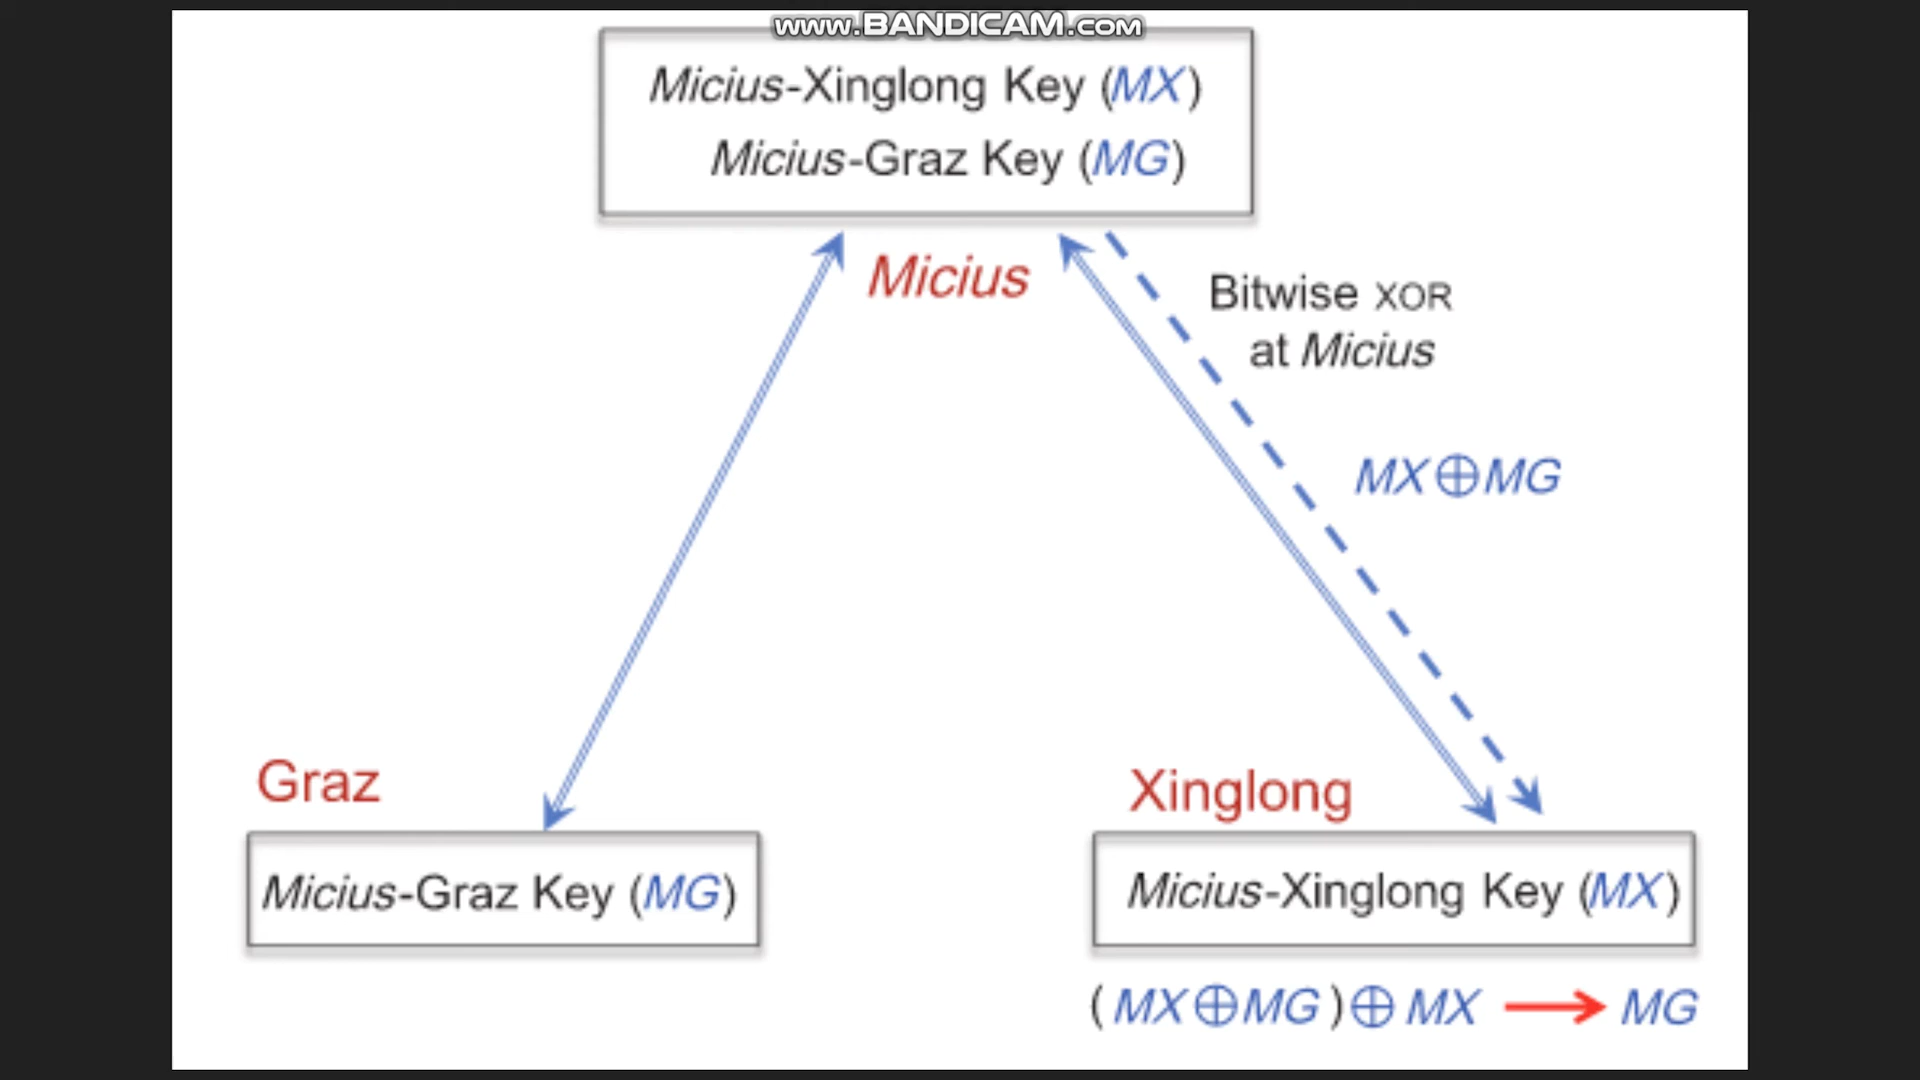 www.BANDICAM.com
Micius-Xinglong Key (MX)
Micius-Graz Key (MG)
Micius
Bitwise XOR
at Micius
MX⊕MG
Graz
Xinglong
Micius-Graz Key (MG)
Micius-Xinglong Key (MX)
(MX⊕MG)⊕MX → MG